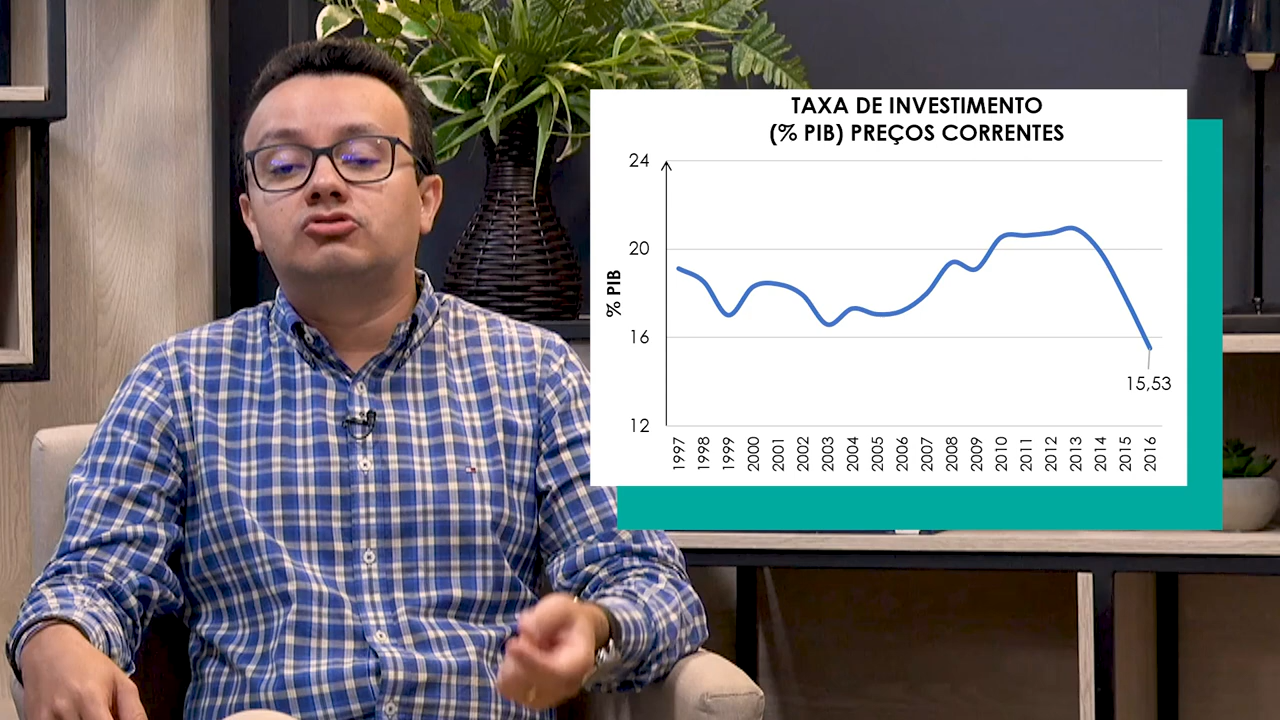 TAXA DE INVESTIMENTO
(% PIB) PREÇOS CORRENTES
24
20
% PIB
16
15,53
12
1997 1998 1999 2000 2001 2002 2003 2004 2005 2006 2007 2008 2009 2010 2011 2012 2013 2014 2015 2016